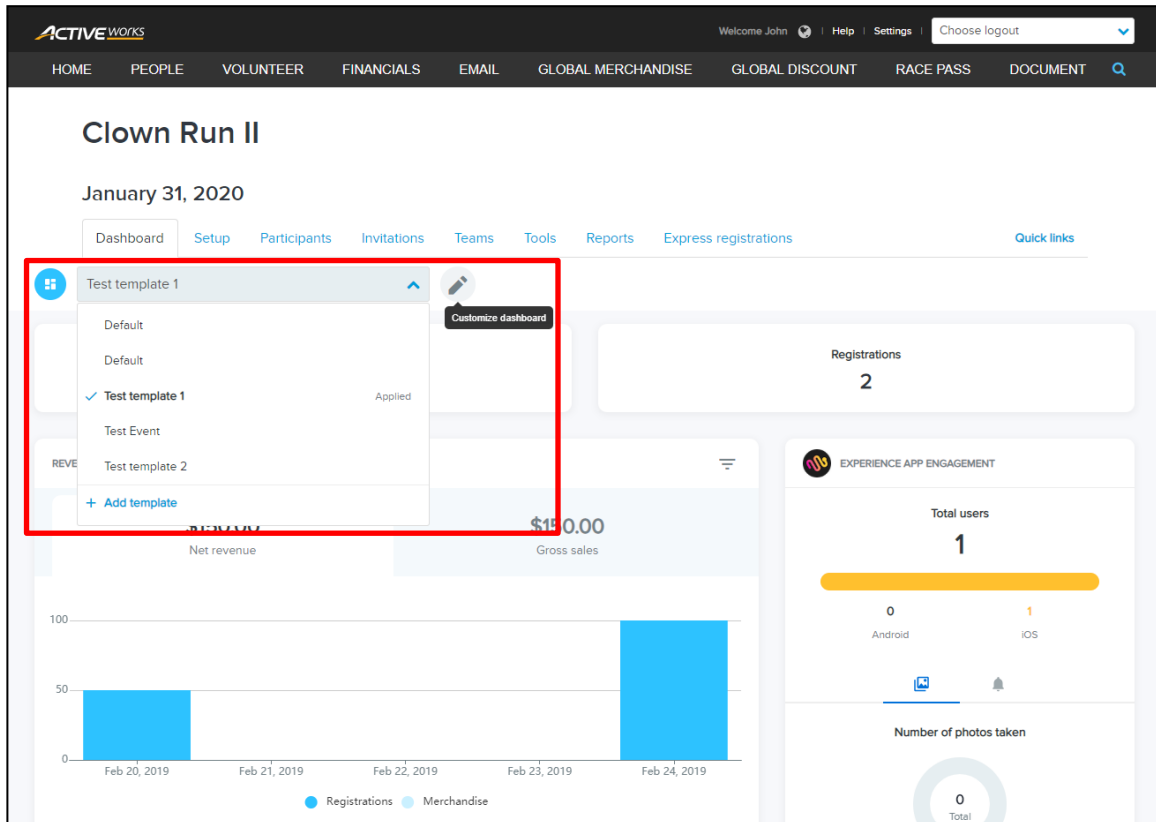 ACTIVE WORKS
Welcome John | Help | Settings | Choose logout
HOME PEOPLE VOLUNTEER FINANCIALS EMAIL GLOBAL MERCHANDISE GLOBAL DISCOUNT RACE PASS DOCUMENT
Clown Run II
January 31, 2020
Dashboard Setup Participants Invitations Teams Tools Reports Express registrations Quick links
Test template 1
Customize dashboard
Default
Default
Test template 1 Applied
Test Event
Test template 2
+ Add template
Registrations
2
REVE
$150.00 $150.00
Net revenue Gross sales
100
50
0
Feb 20, 2019 Feb 21, 2019 Feb 22, 2019 Feb 23, 2019 Feb 24, 2019
Registrations Merchandise
EXPERIENCE APP ENGAGEMENT
Total users
1
0 1
Android iOS
Number of photos taken
0
Total